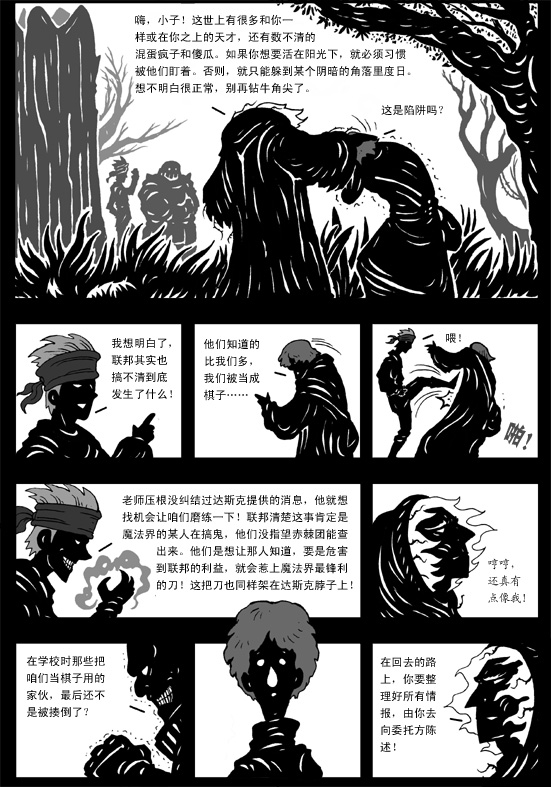 嗨，小子！这世上有很多和你一
样或在你之上的天才，还有数不清的
混蛋疯子和傻瓜。如果你想要活在阳光下，就必须习惯
被他们盯着。否则，就只能躲到某个阴暗的角落里度日。
想不明白很正常，别再钻牛角尖了。
这是陷阱吗？
我想明白了，
联邦其实也
搞不清到底
发生了什么！
他们知道的
比我们多，
我们被当成
棋子……
喂！
啪！
老师压根没纠结过达斯克提供的消息，他就想
找机会让咱们磨练一下！联邦清楚这事肯定是
魔法界的某人在搞鬼，他们没指望赤棘团能查
出来。他们是想让那人知道，要是危害
到联邦的利益，就会惹上魔法界最锋利
的刀！这把刀也同样架在达斯克脖子上！
哼哼，
还真有
点像我！
在学校时那些把
咱们当棋子用的
家伙，最后还不
是被揍倒了？
在回去的路
上，你要整
理好所有情
报，由你去
向委托方陈
述！